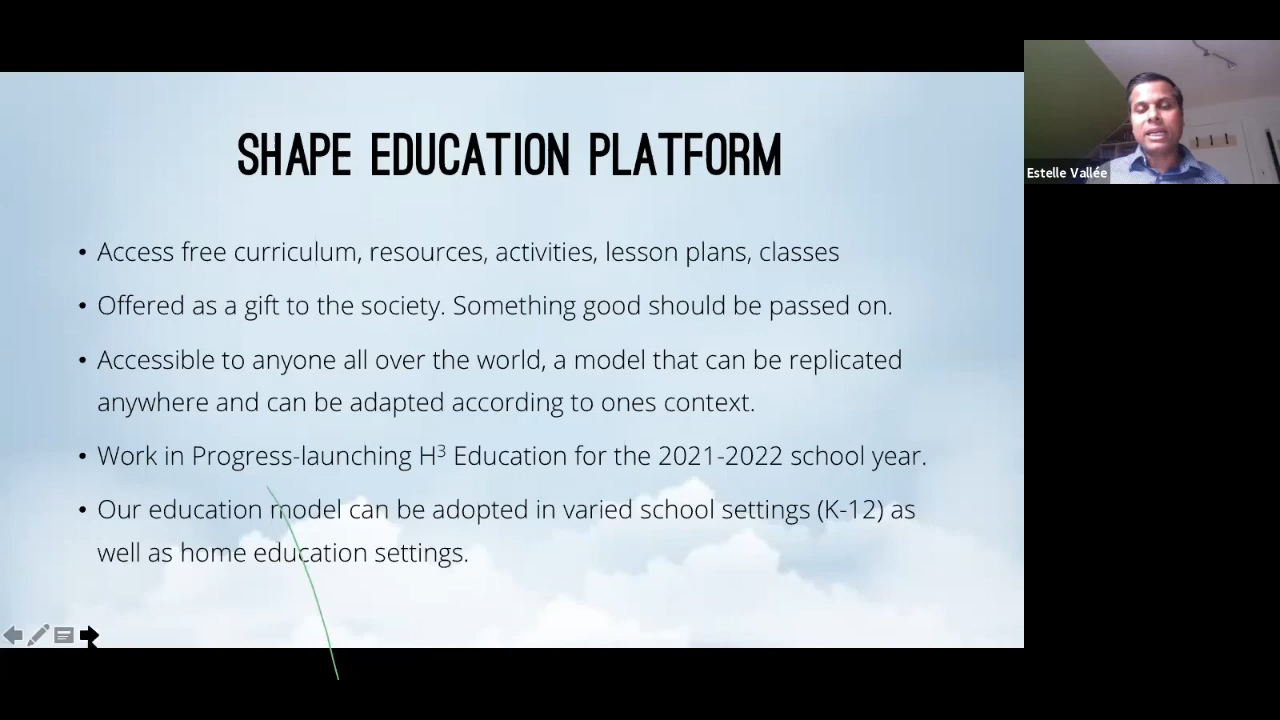 SHAPE EDUCATION PLATFORM
• Access free curriculum, resources, activities, lesson plans, classes
• Offered as a gift to the society. Something good should be passed on.
• Accessible to anyone all over the world, a model that can be replicated
anywhere and can be adapted according to ones context.
• Work in Progress-launching H³ Education for the 2021-2022 school year.
• Our education model can be adopted in varied school settings (K-12) as
well as home education settings.
Estelle Vallée